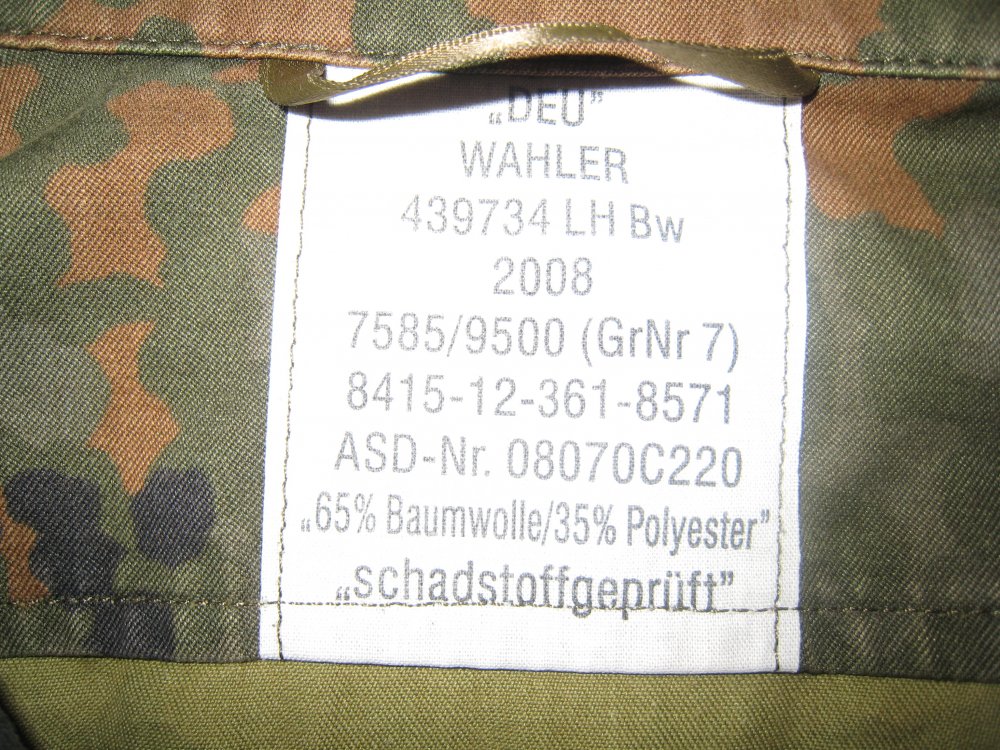 „DEU”
WAHLER
439734 LH Bw
2008
7585/9500 (GrNr 7)
8415-12-361-8571
ASD-Nr. 08070C220
„65% Baumwolle/35% Polyester”
„schadstoffgeprüft”